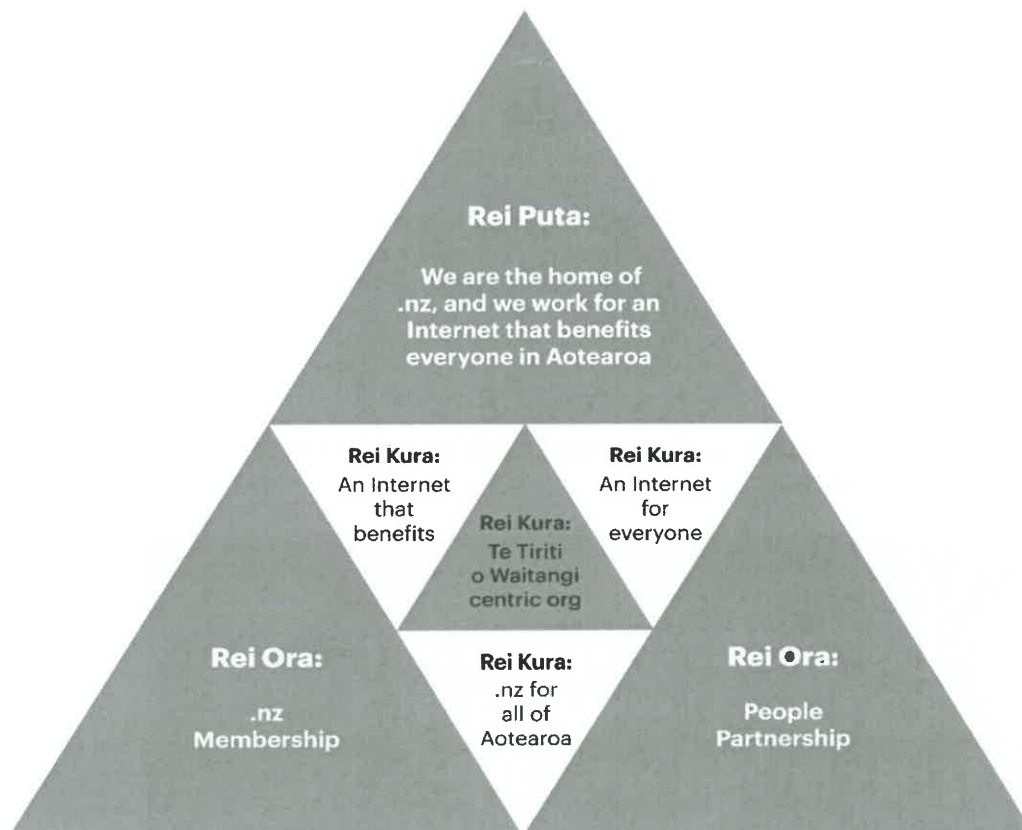 Rei Puta:
We are the home of
.nz, and we work for an
Internet that benefits
everyone in Aotearoa
Rei Kura:
An Internet
that
benefits
Rei Kura:
An Internet
for
everyone
Rei Kura:
Te Tiriti
o Waitangi
centric org
Rei Ora:
.nz
Membership
Rei Kura:
.nz for
all of
Aotearoa
Rei Ora:
People
Partnership